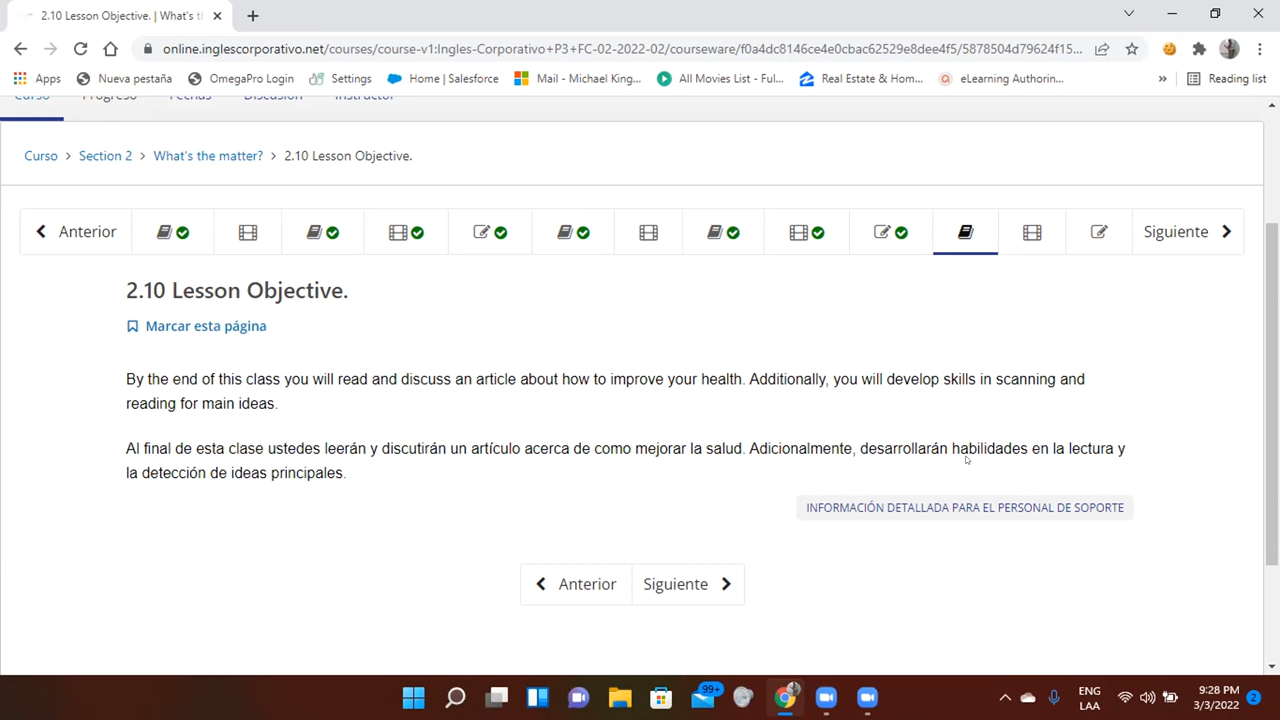 2.10 Lesson Objective. | What's t
online.inglescorporativo.net/courses/course-v1:Ingles-Corporativo+P3+FC-02-2022-02/courseware/f0a4dc8146ce4e0cbac62529e8dee4f5/5878504d79624f15...
Apps Nueva pestaña OmegaPro Login Settings Home | Salesforce Mail - Michael King... All Movies List - Ful... Real Estate & Hom... eLearning Authorin... » Reading list
Curso Progreso Fechas Discusión Instructor
Curso > Section 2 > What's the matter? > 2.10 Lesson Objective.
Anterior Siguiente
2.10 Lesson Objective.
Marcar esta página
By the end of this class you will read and discuss an article about how to improve your health. Additionally, you will develop skills in scanning and
reading for main ideas.
Al final de esta clase ustedes leerán y discutirán un artículo acerca de como mejorar la salud. Adicionalmente, desarrollarán habilidades en la lectura y
la detección de ideas principales.
INFORMACIÓN DETALLADA PARA EL PERSONAL DE SOPORTE
Anterior Siguiente
99+
ENG
LAA
9:28 PM
3/3/2022
2